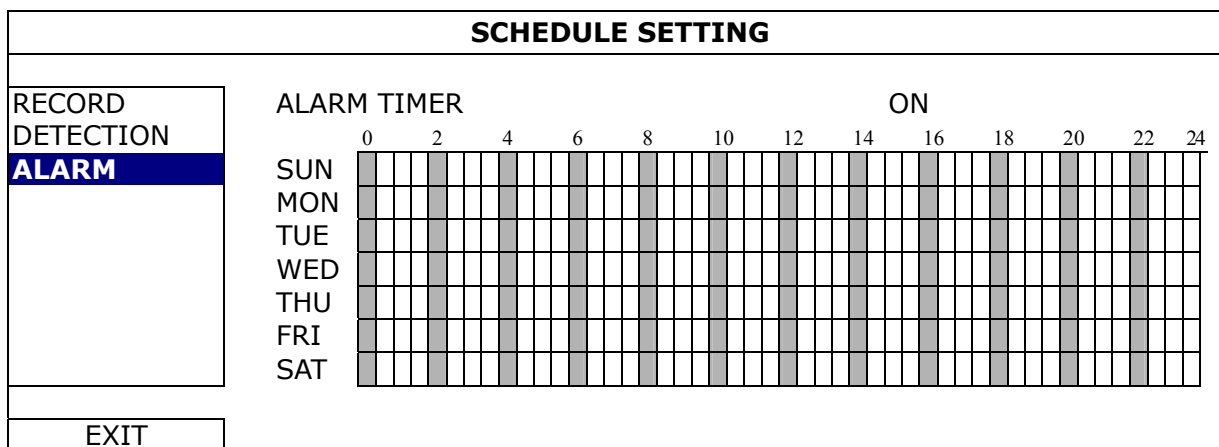 SCHEDULE SETTING
RECORD
DETECTION
ALARM
ALARM TIMER ON
0 2 4 6 8 10 12 14 16 18 20 22 24
SUN
MON
TUE
WED
THU
FRI
SAT
EXIT